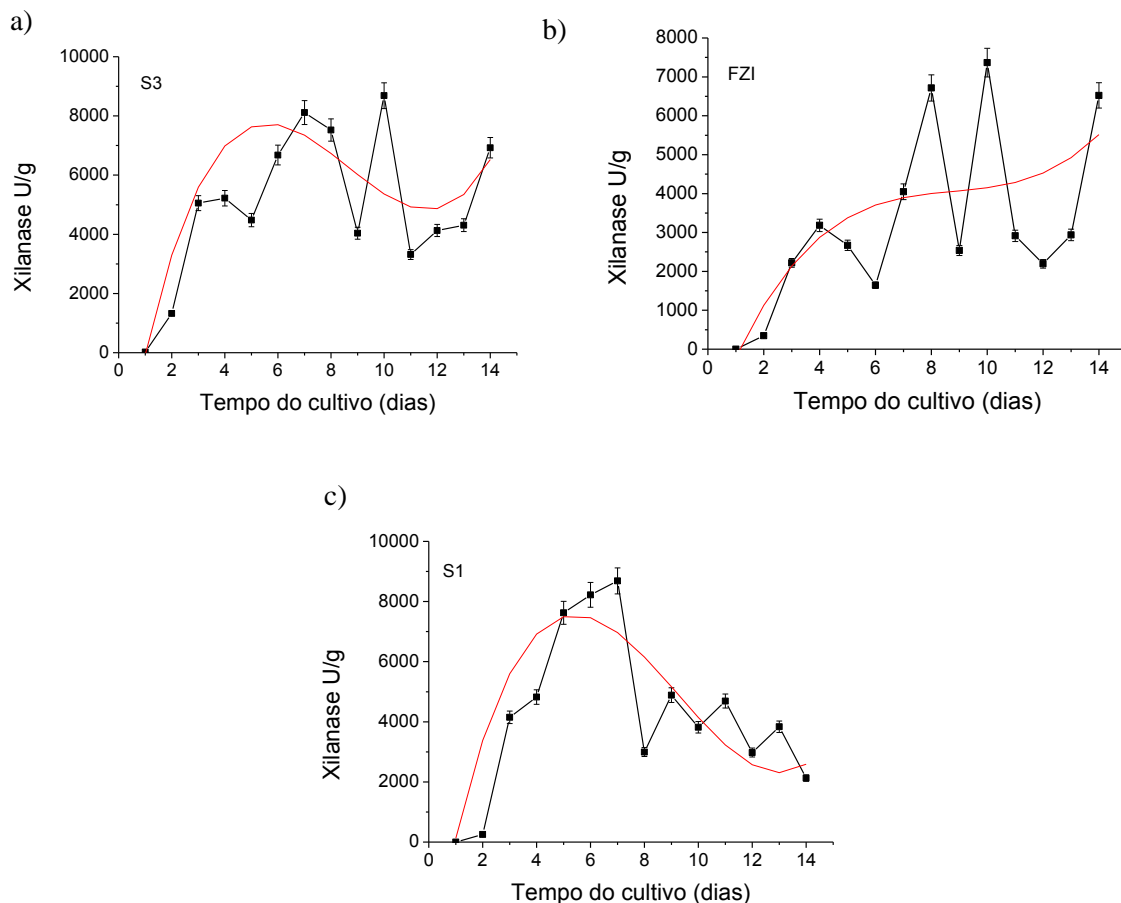 a)
S3
Xilanase U/g
10000
8000
6000
4000
2000
0
0 2 4 6 8 10 12 14
Tempo do cultivo (dias)
b)
FZI
Xilanase U/g
8000
7000
6000
5000
4000
3000
2000
1000
0
0 2 4 6 8 10 12 14
Tempo do cultivo (dias)
c)
S1
Xilanase U/g
10000
8000
6000
4000
2000
0
0 2 4 6 8 10 12 14
Tempo do cultivo (dias)